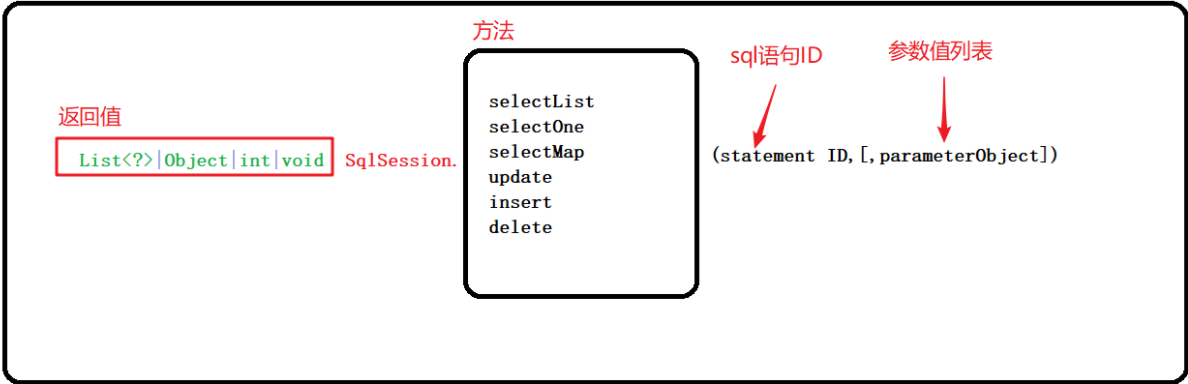 方法
sql语句ID
参数值列表
返回值
List<?>|Object|int|void SqlSession.
selectList
selectOne
selectMap
update
insert
delete
(statement ID,[,parameterObject])